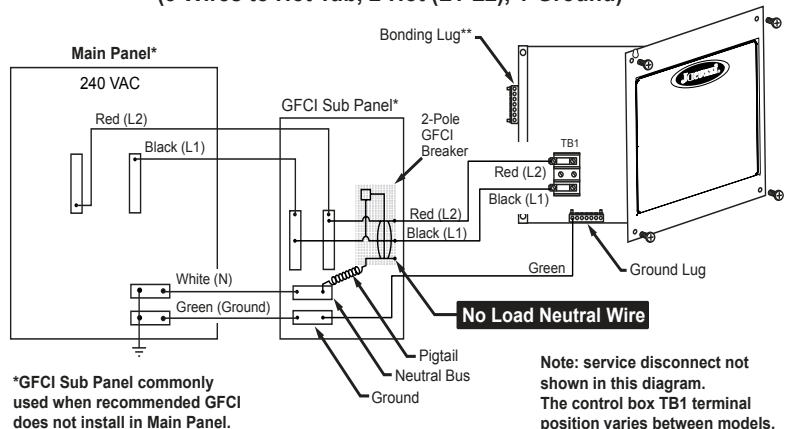 (3 Wires to Hot Tub, 2 Hot (L1-L2), 1 Ground)
Bonding Lug**
Main Panel*
240 VAC
GFCI Sub Panel*
2-Pole
GFCI
Breaker
Red (L2)
Black (L1)
TB1
Red (L2)
Black (L1)
Red (L2)
Black (L1)
Green
Ground Lug
White (N)
Green (Ground)
No Load Neutral Wire
Pigtail
Neutral Bus
Ground
*GFCI Sub Panel commonly
used when recommended GFCI
does not install in Main Panel.
Note: service disconnect not
shown in this diagram.
The control box TB1 terminal
position varies between models.